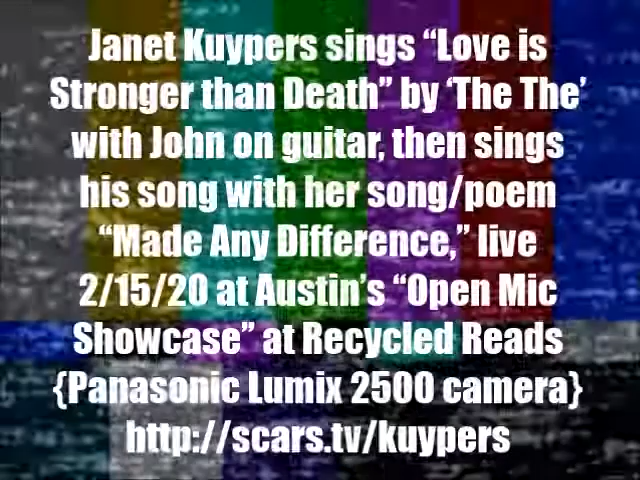 Janet Kuypers sings “Love is
Stronger than Death” by ‘The The’
with John on guitar, then sings
his song with her song/poem
“Made Any Difference,” live
2/15/20 at Austin’s “Open Mic
Showcase” at Recycled Reads
{Panasonic Lumix 2500 camera}
http://scars.tv/kuypers